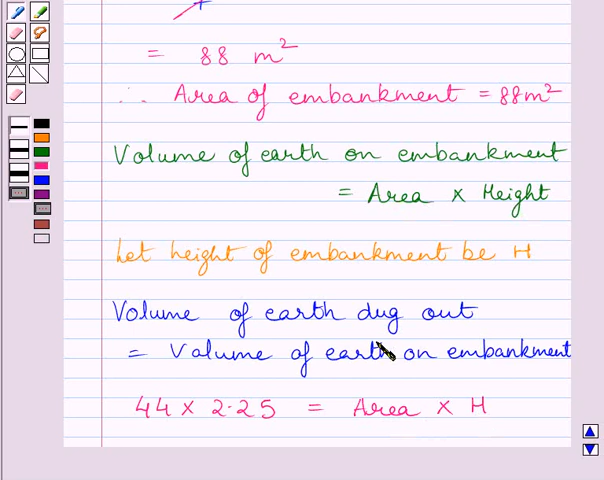 = 88 m²
∴ Area of embankment = 88m²
Volume of earth on embankment
= Area × Height
Let height of embankment be H
Volume of earth dug out
= Volume of earth on embankment
44 × 2.25 = Area × H